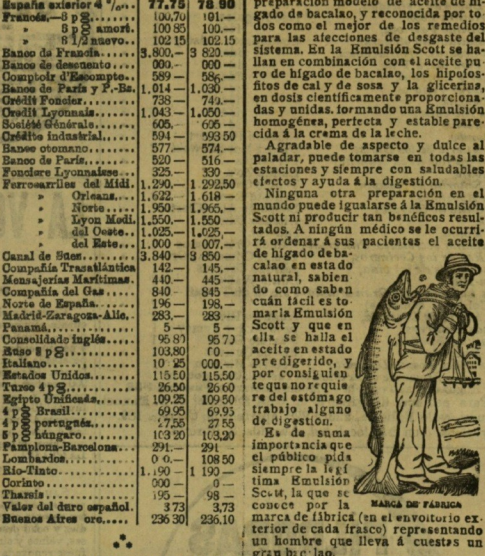 España exterior 4 %.... 77,75 78 90
Francés.—3 p%........ 100,70 101.—
» 3 p% amort. 100 85 100.—
» 3 1/2 nuevo.. 102 15 102 15
Banco de Francia.... 3.800.— 3 820—
Banco de descuento 000.— 000
Comptoir d'Escompte.. 589— 586
Banco de París y P.-Bs. 1.014— 1.030
Crédit Foncier....... 738— 749.—
Credit Lyonnais...... 1.043.— 1.050—
Société Générale..... 605.— 605—
Crédito industrial.... 594— 593 50
Banco otomano....... 577.— 574.—
Banco de París....... 520— 516—
Fonciere Lyonnaise... 325.— 330—
Ferrocarriles del Midi. 1.290.— 1 292,50
» Orleans.... 1.622— 1.618—
» Norte..... 1.950— 1.965.
» Lyon Medi. 1.550.— 1 550—
» del Oeste.. 1.025.— 1.025.—
» del Este... 1.000— 1 007.
Canal de Suez....... 3.840— 3 850
Compañía Trasatlántica 142.— 145.—
Mensajerías Marítimas. 440.— 445—
Compañía del Gas.... 840— 845
Norte de España..... 196— 198.—
Madrid-Zaragoza-Alic. 283.— 283—
Panamá............ 5— 5—
Consolidado inglés... 95 80 95 70
Ruso 3 p%......... 103,80 00—
Italiano........... 25 000.—
Estados Unidos..... 115 50 115,50
Turco 4 p%........ 26.50 26.60
Egipto Unificada.... 109.25 109 50
4 p% Brasil........ 69.95 69.95
4 p% portugués..... 27,55 27 55
5 p% húngaro...... 103 20 103,20
Pamplona-Barcelona.. 291.— 291—
Lombardos......... 108 50
Rio-Tinto.......... 1.190— 1 190—
Corinto............ 000— 0—
Tharsis............ 95— 98—
Valor del duro español. 3 73 3,73
Buenos Aires oro..... 236 30 236,10
preparación modelo de aceite de hí-
gado de bacalao, y reconocida por to-
dos como el mejor de los remedios
para las afecciones de desgaste del
sistema. En la Emulsión Scott se ha-
llan en combinación con el aceite pu
ro de hígado de bacalao, los hipofos-
fitos de cal y de sosa y la glicerina,
en dosis científicamente proporciona-
das y unidas, formando una Emulsión
homogénea, perfecta y estable pare-
cida á la crema de la leche.
Agradable de aspecto y dulce al
paladar, puede tomarse en todas las
estaciones y siempre con saludables
efectos y ayuda á la digestión.
Ninguna otra preparación en el
mundo puede igualarse á la Emulsión
Scott ni producir tan benéficos resul-
tados. A ningún médico se le ocurri-
rá ordenar á sus pacientes el aceite
de hígado de ba-
calao en estado
natural, sabien
do como saben
cuán fácil es to-
mar la Emulsión
Scott y que en
ella se halla el
aceite en estado
predigerido, y
por consiguien
te que no requie
re del estómago
trabajo alguno
de digestión.
Es de suma
importancia que
el público pida
siempre la legí
tima Emulsión
Scott, la que se
conoce por la
MARCA DE FABRICA
marca de fábrica (en el envoltorio ex-
terior de cada frasco) representando
un hombre que lleva á cuestas un
gran bacalao.